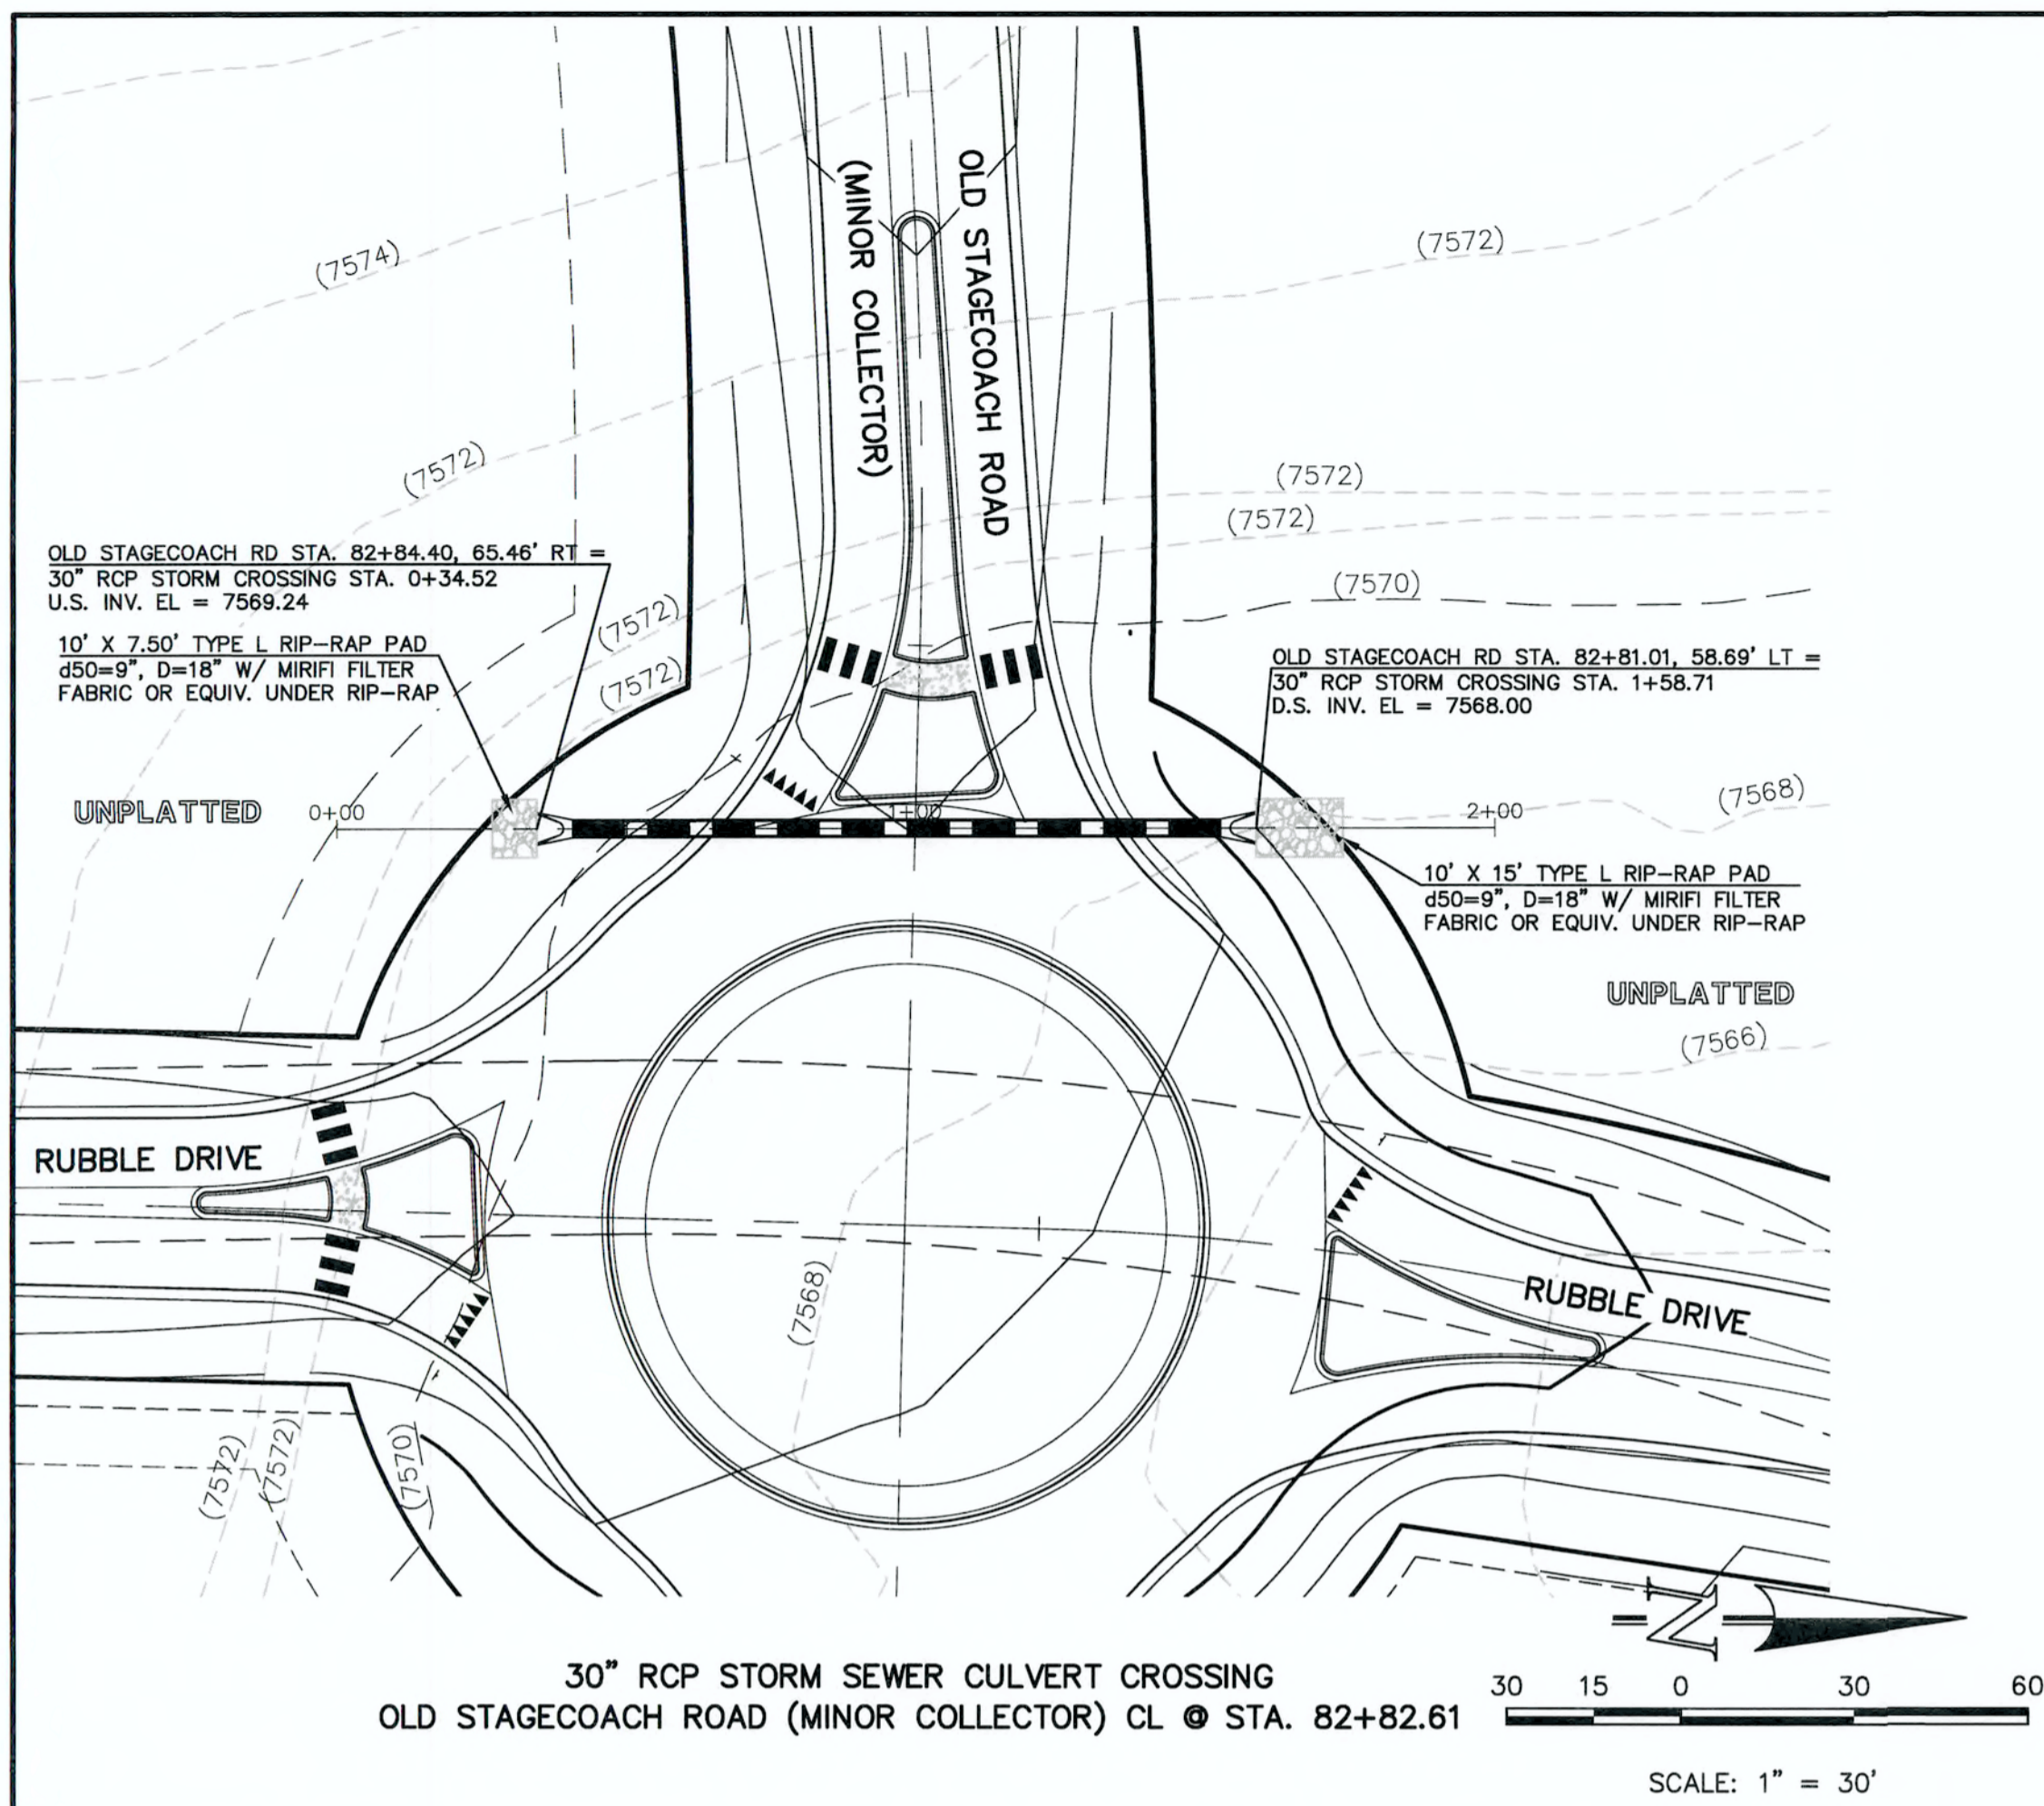 (MINOR COLLECTOR)
OLD STAGECOACH ROAD
(7574)
(7572)
(7572)
(7572)
(7572)
(7570)
OLD STAGECOACH RD STA. 82+84.40, 65.46' RT =
30" RCP STORM CROSSING STA. 0+34.52
U.S. INV. EL = 7569.24
(7572)
(7572)
10' X 7.50' TYPE L RIP-RAP PAD
d50=9", D=18" W/ MIRIFI FILTER
FABRIC OR EQUIV. UNDER RIP-RAP
OLD STAGECOACH RD STA. 82+81.01, 58.69' LT =
30" RCP STORM CROSSING STA. 1+58.71
D.S. INV. EL = 7568.00
UNPLATTED
0+00
1+00
2+00
(7568)
10' X 15' TYPE L RIP-RAP PAD
d50=9", D=18" W/ MIRIFI FILTER
FABRIC OR EQUIV. UNDER RIP-RAP
UNPLATTED
(7566)
RUBBLE DRIVE
(7568)
RUBBLE DRIVE
(7572)
(7572)
(7570)
N
30" RCP STORM SEWER CULVERT CROSSING
OLD STAGECOACH ROAD (MINOR COLLECTOR) CL @ STA. 82+82.61
30 15 0 30 60
SCALE: 1" = 30'